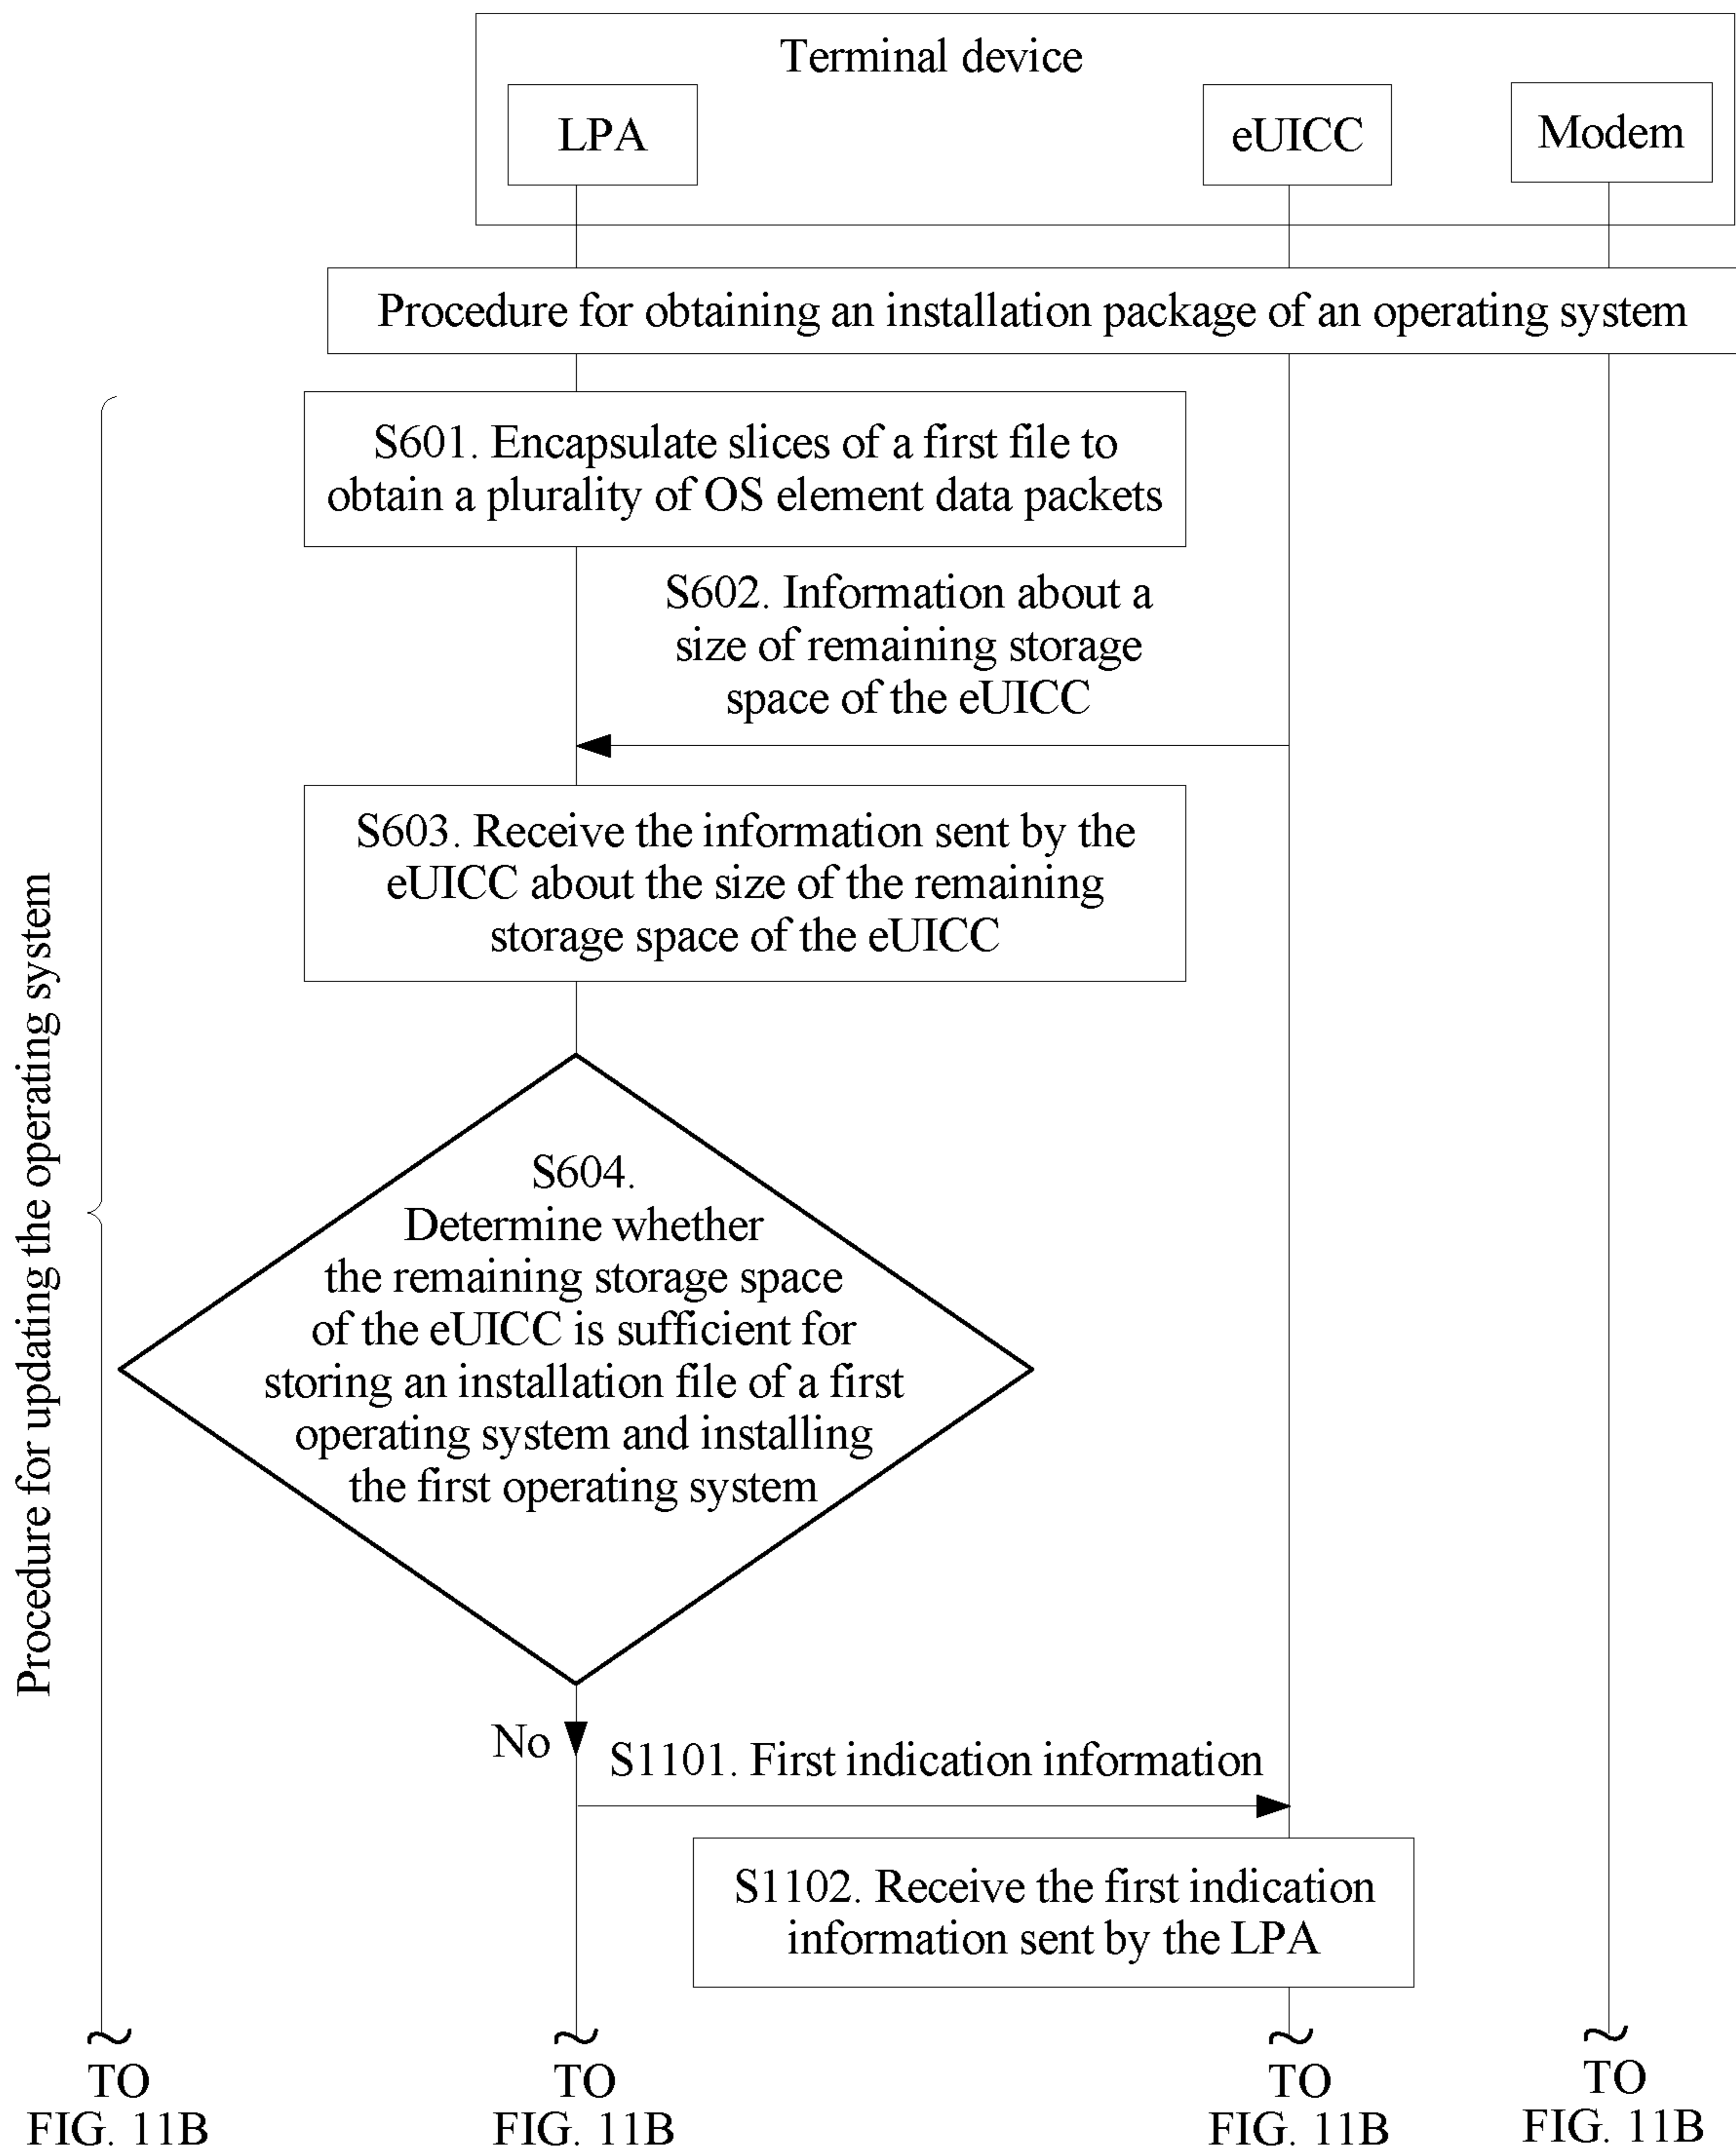 Terminal device
LPA
eUICC
Modem
Procedure for obtaining an installation package of an operating system
Procedure for updating the operating system
S601. Encapsulate slices of a first file to
obtain a plurality of OS element data packets
S602. Information about a
size of remaining storage
space of the eUICC
S603. Receive the information sent by the
eUICC about the size of the remaining
storage space of the eUICC
S604.
Determine whether
the remaining storage space
of the eUICC is sufficient for
storing an installation file of a first
operating system and installing
the first operating system
No
S1101. First indication information
S1102. Receive the first indication
information sent by the LPA
TO
FIG. 11B
TO
FIG. 11B
TO
FIG. 11B
TO
FIG. 11B